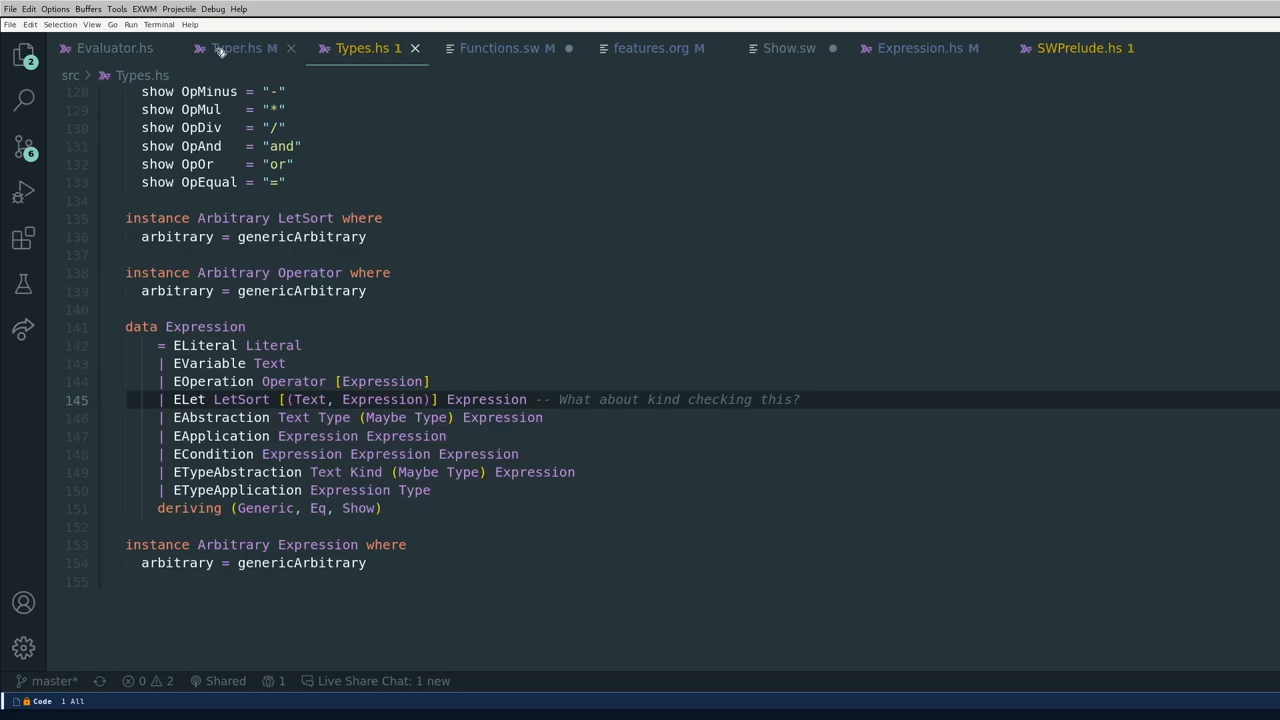 File Edit Options Buffers Tools EXWM Projectile Debug Help
File Edit Selection View Go Run Terminal Help
Evaluator.hs Typer.hs M Types.hs 1 Functions.sw M features.org M Show.sw Expression.hs M SWPrelude.hs 1
src > Types.hs
128 show OpMinus = "-"
129 show OpMul = "*"
130 show OpDiv = "/"
131 show OpAnd = "and"
132 show OpOr = "or"
133 show OpEqual = "="
134
135 instance Arbitrary LetSort where
136 arbitrary = genericArbitrary
137
138 instance Arbitrary Operator where
139 arbitrary = genericArbitrary
140
141 data Expression
142 = ELiteral Literal
143 | EVariable Text
144 | EOperation Operator [Expression]
145 | ELet LetSort [(Text, Expression)] Expression -- What about kind checking this?
146 | EAbstraction Text Type (Maybe Type) Expression
147 | EApplication Expression Expression
148 | ECondition Expression Expression Expression
149 | ETypeAbstraction Text Kind (Maybe Type) Expression
150 | ETypeApplication Expression Type
151 deriving (Generic, Eq, Show)
152
153 instance Arbitrary Expression where
154 arbitrary = genericArbitrary
155
2
6
master* 0 2 Shared 1 Live Share Chat: 1 new
Code 1 All